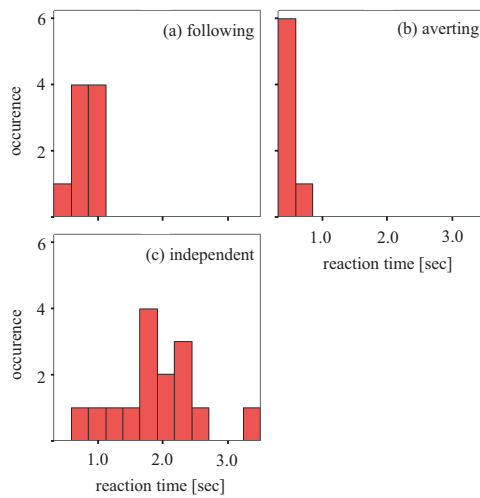 6
4
2
occurence
(a) following
(b) averting
1.0 2.0 3.0
reaction time [sec]
6
4
2
occurence
(c) independent
1.0 2.0 3.0
reaction time [sec]